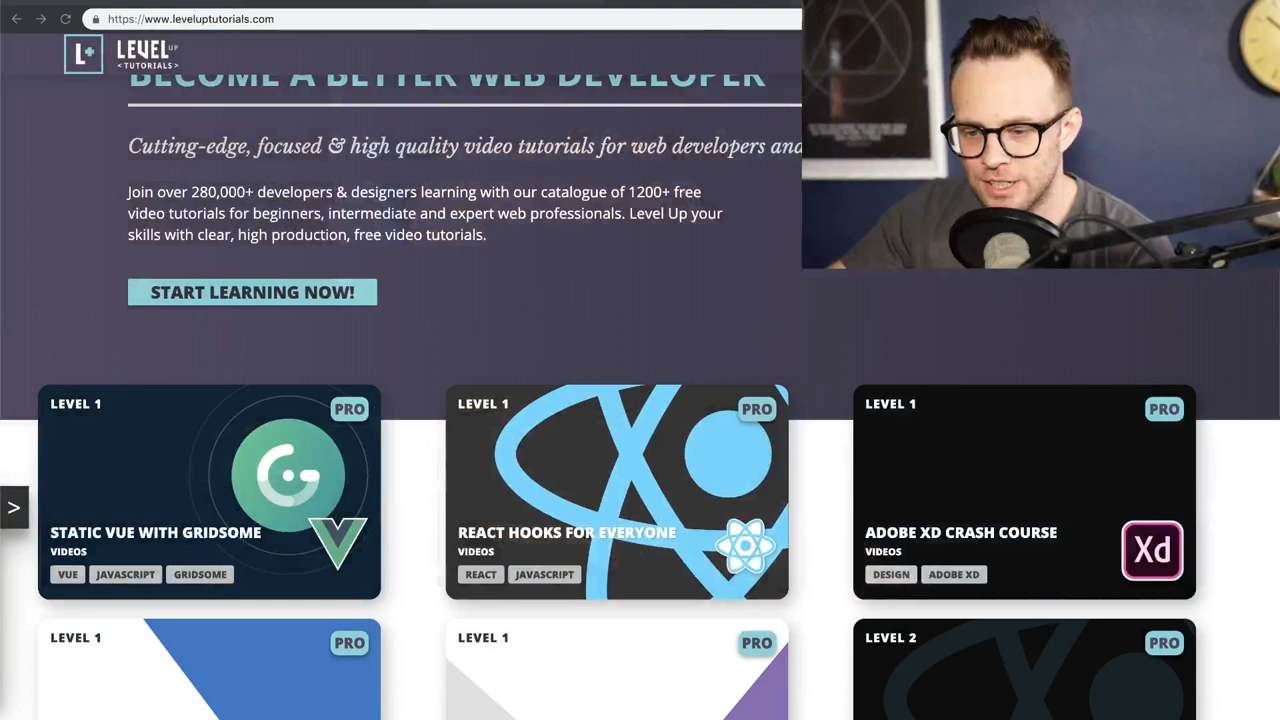 https://www.leveluptutorials.com
L+
LEVEL UP
<TUTORIALS>
BECOME A BETTER WEB DEVELOPER
Cutting-edge, focused & high quality video tutorials for web developers and
Join over 280,000+ developers & designers learning with our catalogue of 1200+ free
video tutorials for beginners, intermediate and expert web professionals. Level Up your
skills with clear, high production, free video tutorials.
START LEARNING NOW!
>
LEVEL 1
PRO
STATIC VUE WITH GRIDSOME
VIDEOS
VUE JAVASCRIPT GRIDSOME
LEVEL 1
PRO
REACT HOOKS FOR EVERYONE
VIDEOS
REACT JAVASCRIPT
LEVEL 1
PRO
ADOBE XD CRASH COURSE
VIDEOS
DESIGN ADOBE XD
Xd
LEVEL 1
PRO
LEVEL 1
PRO
LEVEL 2
PRO